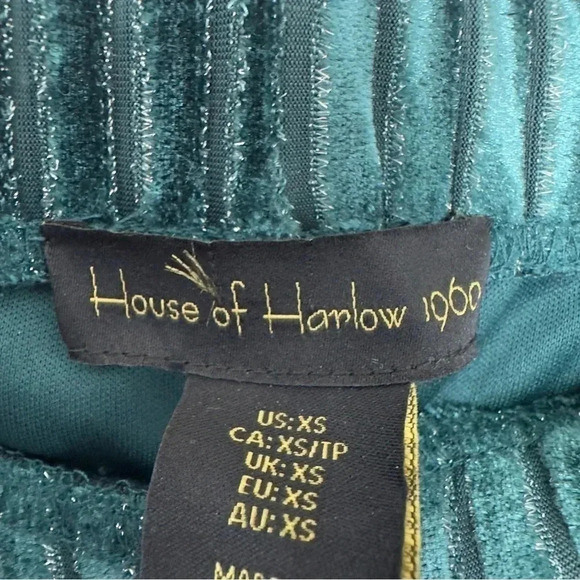 House of Harlow 1960
US: XS
CA: XS/TP
UK: XS
EU: XS
AU: XS